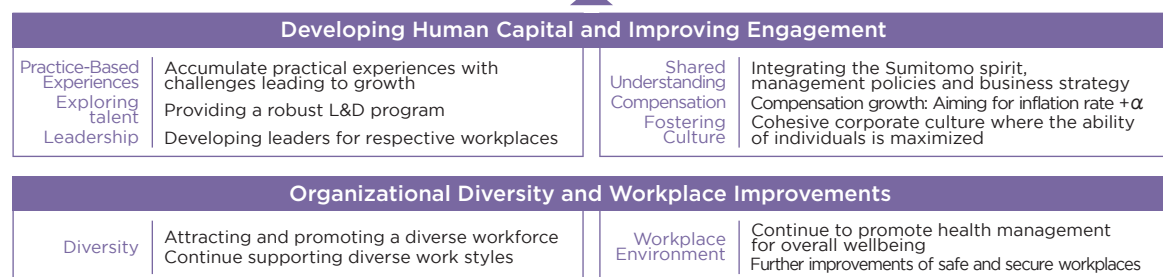 Developing Human Capital and Improving Engagement
Practice-Based
Experiences
Accumulate practical experiences with
challenges leading to growth
Exploring
talent
Providing a robust L&D program
Leadership
Developing leaders for respective workplaces
Shared
Understanding
Integrating the Sumitomo spirit,
management policies and business strategy
Compensation
Compensation growth: Aiming for inflation rate +α
Fostering
Culture
Cohesive corporate culture where the ability
of individuals is maximized
Organizational Diversity and Workplace Improvements
Diversity
Attracting and promoting a diverse workforce
Continue supporting diverse work styles
Workplace
Environment
Continue to promote health management
for overall wellbeing
Further improvements of safe and secure workplaces